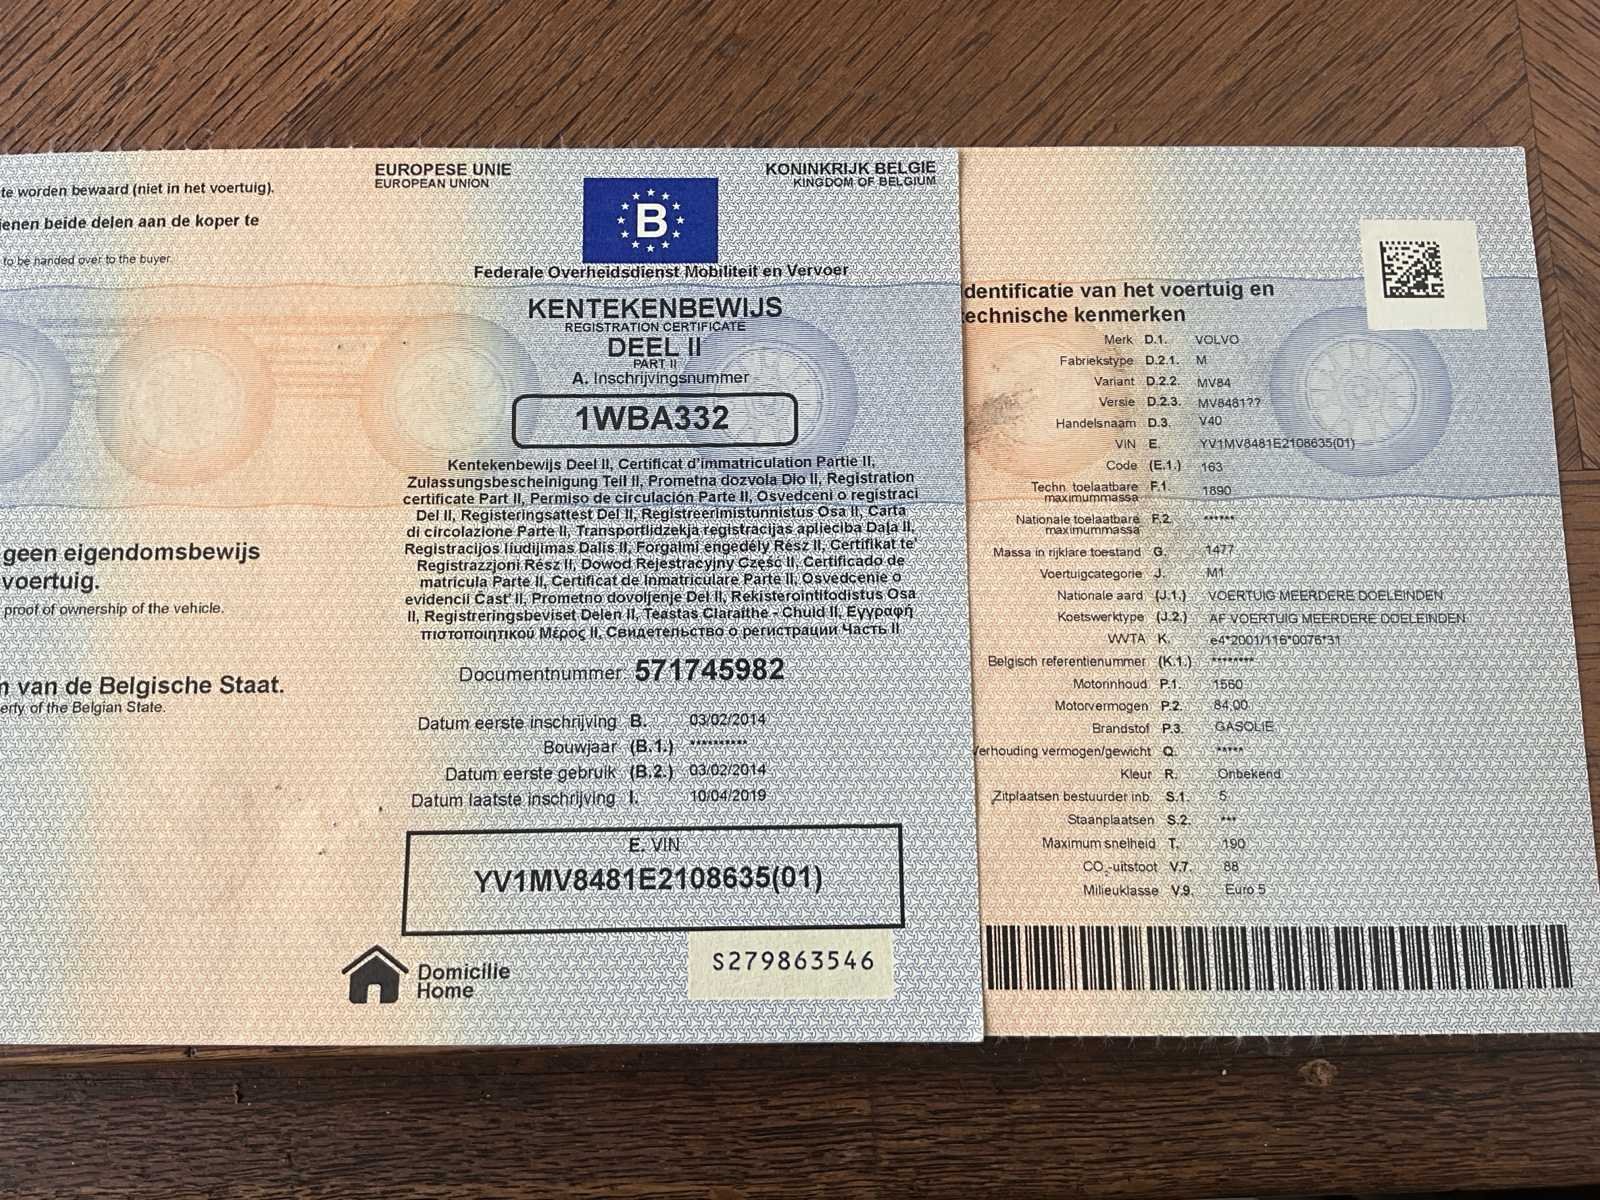 te worden bewaard (niet in het voertuig).
ienen beide delen aan de koper te
to be handed over to the buyer.
geen eigendomsbewijs
voertuig.
proof of ownership of the vehicle.
n van de Belgische Staat.
erty of the Belgian State.
EUROPESE UNIE
EUROPEAN UNION
KONINKRIJK BELGIE
KINGDOM OF BELGIUM
B
Federale Overheidsdienst Mobiliteit en Vervoer
KENTEKENBEWIJS
REGISTRATION CERTIFICATE
DEEL II
PART II
A. Inschrijvingsnummer
1WBA332
Kentekenbewijs Deel II, Certificat d'immatriculation Partie II,
Zulassungsbescheinigung Teil II, Prometna dozvola Dio II, Registration
certificate Part II, Permiso de circulación Parte II, Osvedceni o registraci
Del II, Registeringsattest Del II, Registreerimistunnistus Osa II, Carta
di circolazione Parte II, Transportlidzekja registracijas aplieciba Daļa II,
Registracijos liudijimas Dalis II, Forgalmi engedély Rész II, Certifikat te'
Registrazzjoni Rész II, Dowod Rejestracyjny Część II, Certificado de
matricula Parte II, Certificat de Inmatriculare Parte II, Osvedcenie o
evidencii Čast' II, Prometno dovoljenje Del II, Rekisterointitodistus Osa
II, Registreringsbeviset Delen II, Teastas Claraithe - Chuid II, Εγγραφή
πιστοποιητικού Μέρος II, Свидетельство о регистрации Часть II
Documentnummer 571745982
Datum eerste inschrijving B. 03/02/2014
Bouwjaar (B.1.) **********
Datum eerste gebruik (B.2.) 03/02/2014
Datum laatste inschrijving I. 10/04/2019
E. VIN
YV1MV8481E2108635(01)
Domicilie
Home
S279863546
dentificatie van het voertuig en
echnische kenmerken
Merk D.1. VOLVO
Fabriekstype D.2.1. M
Variant D.2.2. MV84
Versie D.2.3. MV8481??
Handelsnaam D.3. V40
VIN E. YV1MV8481E2108635(01)
Code (E.1.) 163
Techn. toelaatbare F.1. 1890
maximummassa
Nationale toelaatbare F.2. ******
maximummassa
Massa in rijklare toestand G. 1477
Voertuigcategorie J. M1
Nationale aard (J.1.) VOERTUIG MEERDERE DOELEINDEN
Koetswerktype (J.2.) AF VOERTUIG MEERDERE DOELEINDEN
WVTA K. e4*2001/116*0076*31
Belgisch referentienummer (K.1.) ********
Motorinhoud P.1. 1560
Motorvermogen P.2. 84,00
Brandstof P.3. GASOLIE
Verhouding vermogen/gewicht Q. *****
Kleur R. Onbekend
Zitplaatsen bestuurder inb. S.1. 5
Staanplaatsen S.2. ***
Maximum snelheid T. 190
CO₂-uitstoot V.7. 88
Milieuklasse V.9. Euro 5